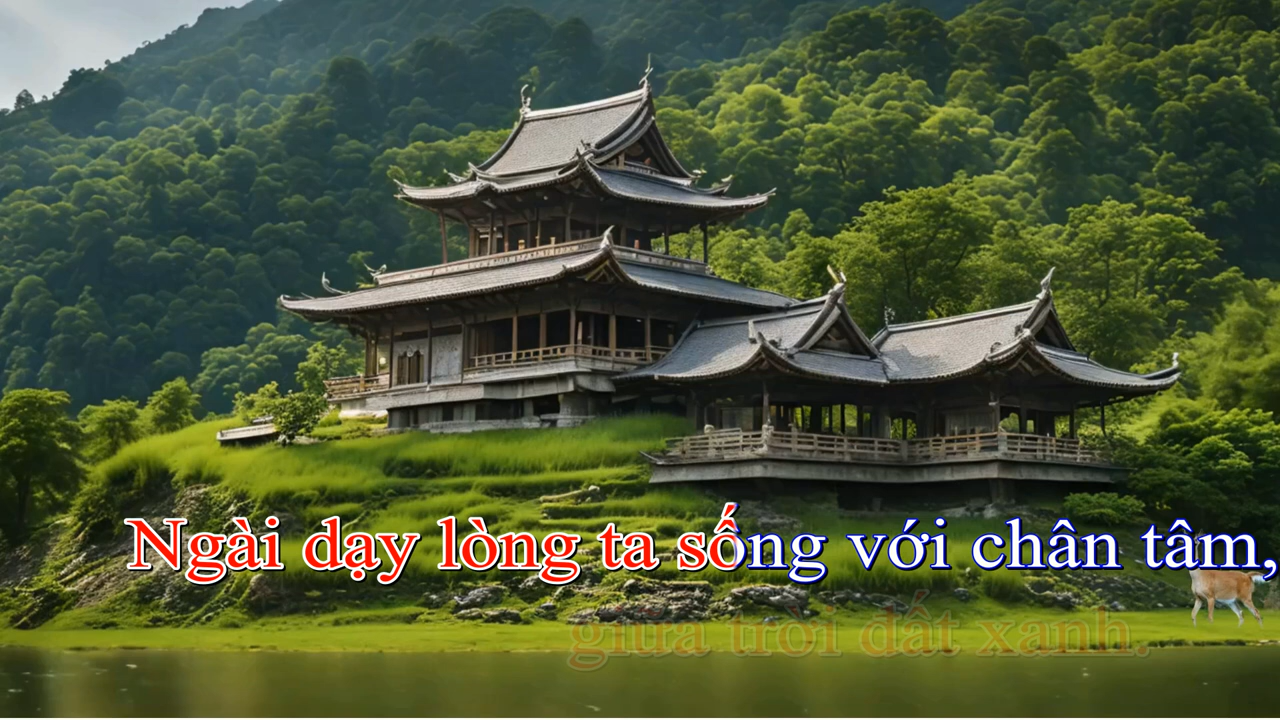 Ngài dạy lòng ta sống với chân tâm,
giữa trời đất xanh.